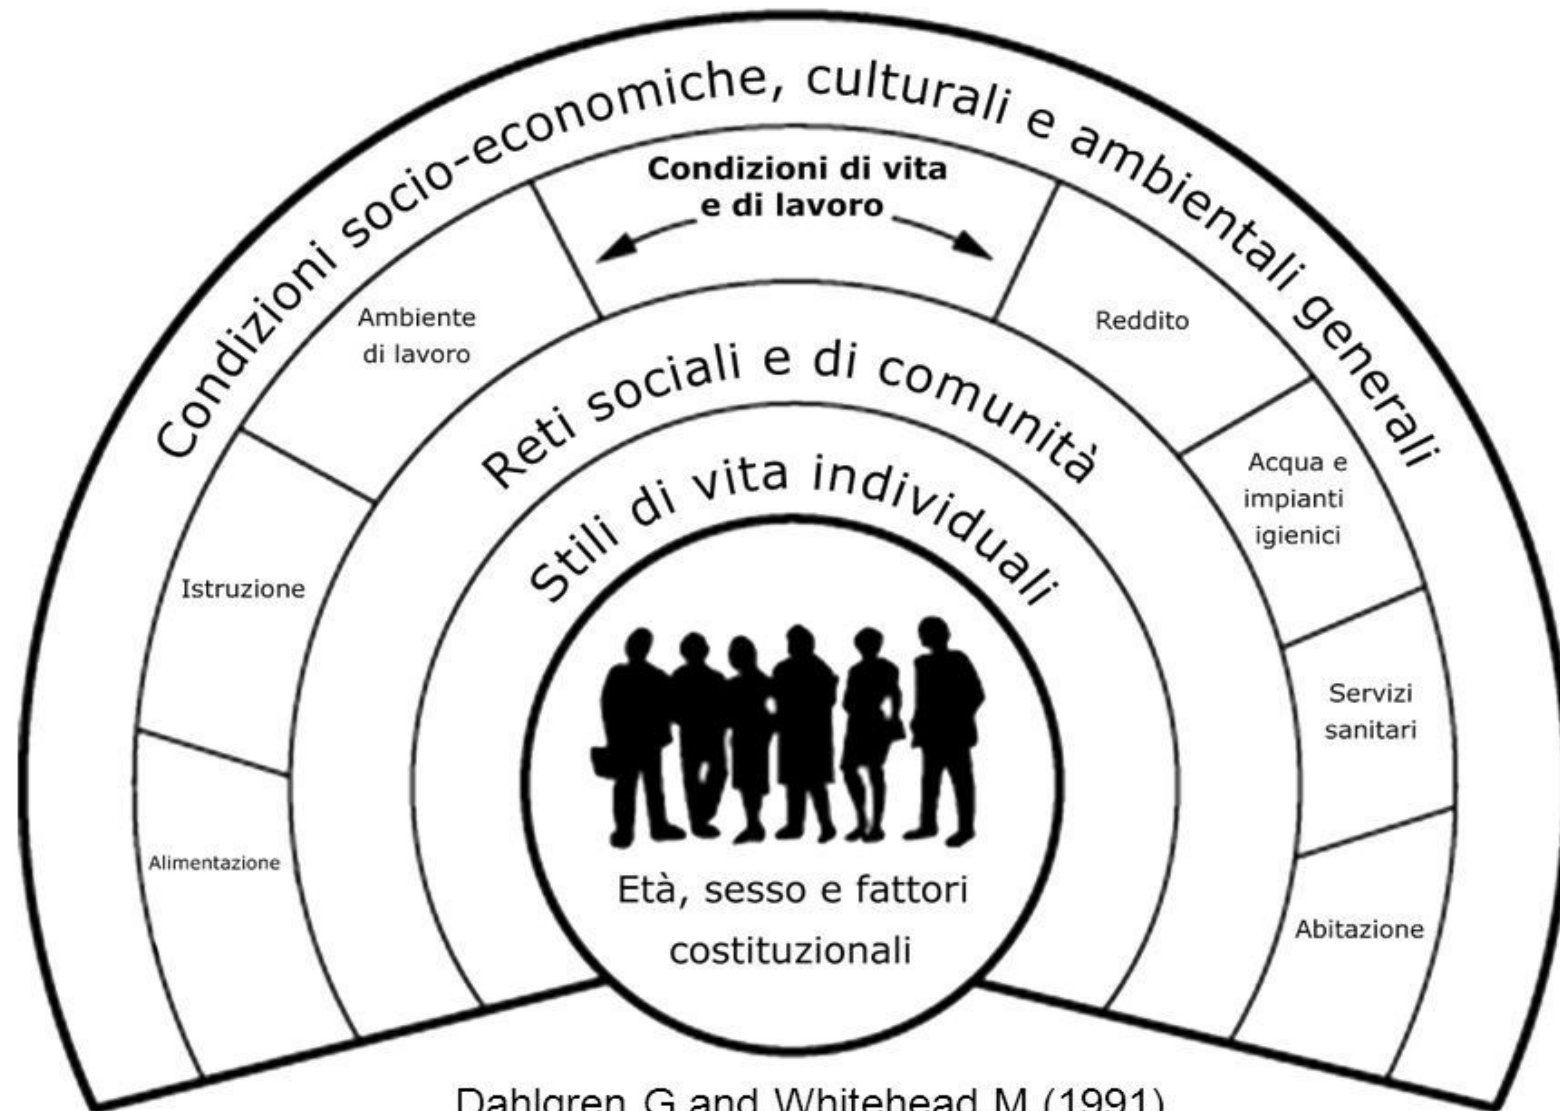 Condizioni socio-economiche, culturali e ambientali generali
Condizioni di vita
e di lavoro
Ambiente
di lavoro
Reddito
Reti sociali e di comunità
Acqua e
impianti
igienici
Stili di vita individuali
Istruzione
Servizi
sanitari
Alimentazione
Età, sesso e fattori
costituzionali
Abitazione
Dahlgren G and Whitehead M (1991)